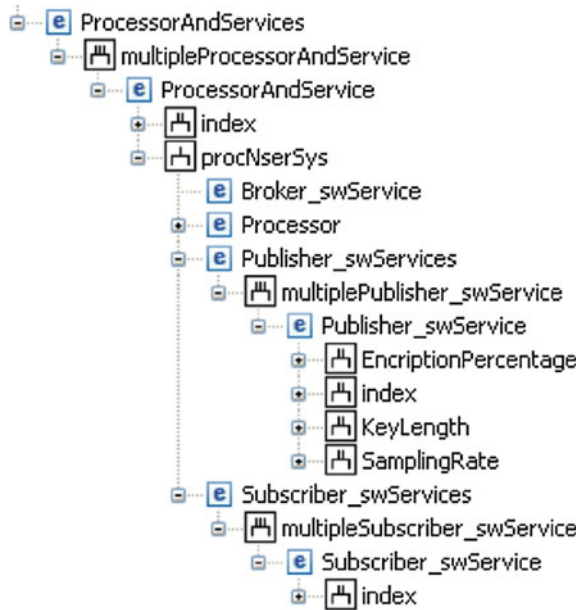 ProcessorAndServices
multipleProcessorAndService
ProcessorAndService
index
procNserSys
Broker_swService
Processor
Publisher_swServices
multiplePublisher_swService
Publisher_swService
EncriptionPercentage
index
KeyLength
SamplingRate
Subscriber_swServices
multipleSubscriber_swService
Subscriber_swService
index